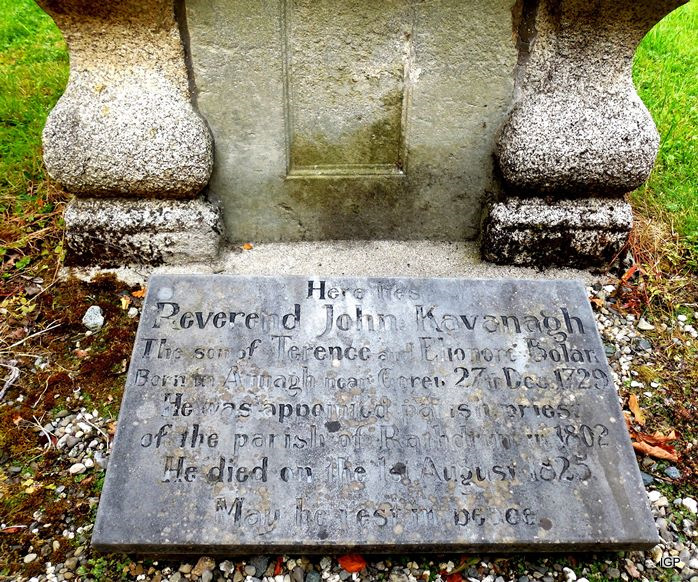 Here lies
Reverend John Kavanagh
The son of Terence and Elionore Bolar.
Born in Annagh near Gorey 27th Dec. 1729
He was appointed parish priest
of the parish of Rathdrum in 1802
He died on the 1st August 1825
May he rest in peace
IGP